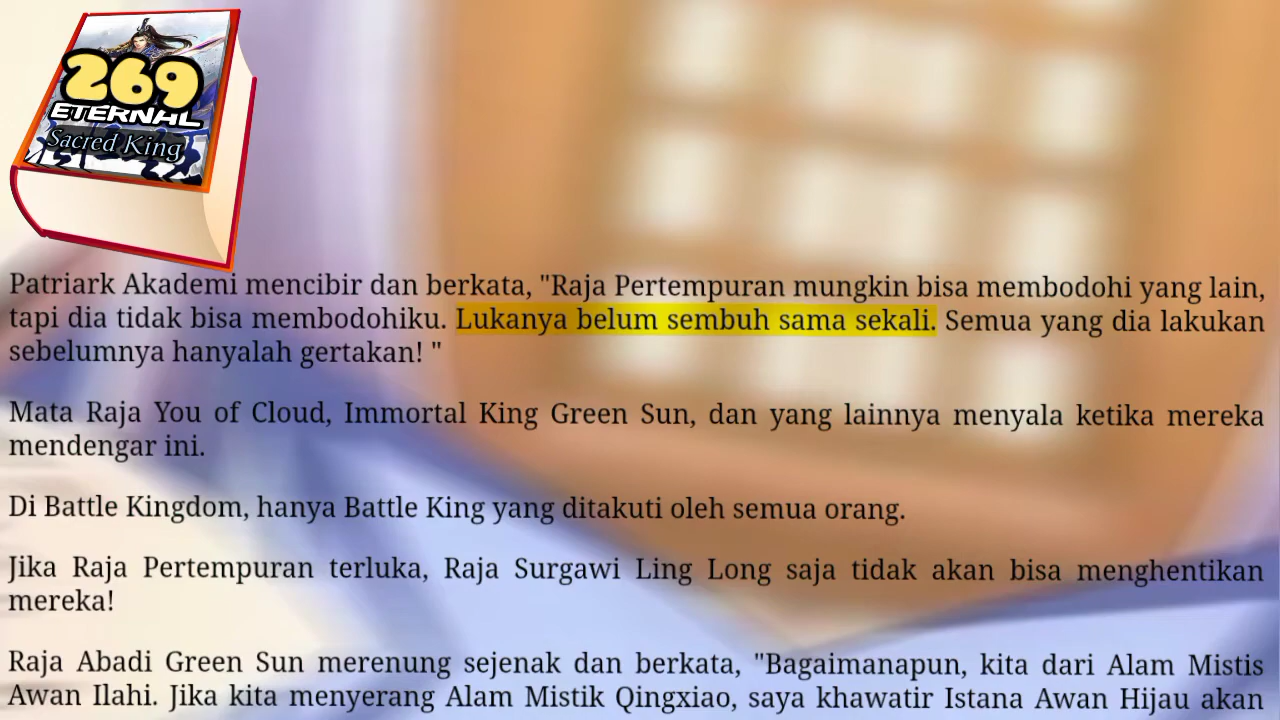 269
ETERNAL
Sacred King
Patriark Akademi mencibir dan berkata, "Raja Pertempuran mungkin bisa membodohi yang lain,
tapi dia tidak bisa membodohiku. Lukanya belum sembuh sama sekali. Semua yang dia lakukan
sebelumnya hanyalah gertakan! "
Mata Raja You of Cloud, Immortal King Green Sun, dan yang lainnya menyala ketika mereka
mendengar ini.
Di Battle Kingdom, hanya Battle King yang ditakuti oleh semua orang.
Jika Raja Pertempuran terluka, Raja Surgawi Ling Long saja tidak akan bisa menghentikan
mereka!
Raja Abadi Green Sun merenung sejenak dan berkata, "Bagaimanapun, kita dari Alam Mistis
Awan Ilahi. Jika kita menyerang Alam Mistik Qingxiao, saya khawatir Istana Awan Hijau akan